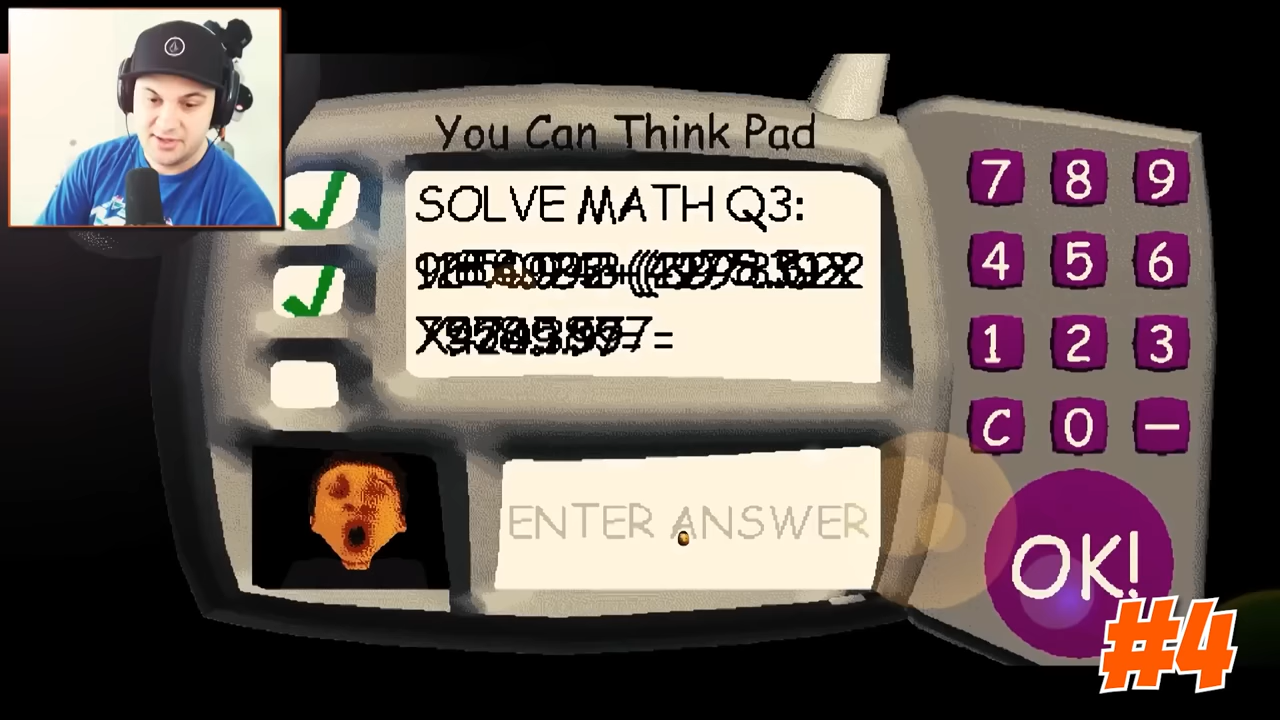 You Can Think Pad
SOLVE MATH Q3:
7 8 9
4 5 6
1 2 3
C 0 −
ENTER ANSWER
OK!
#4